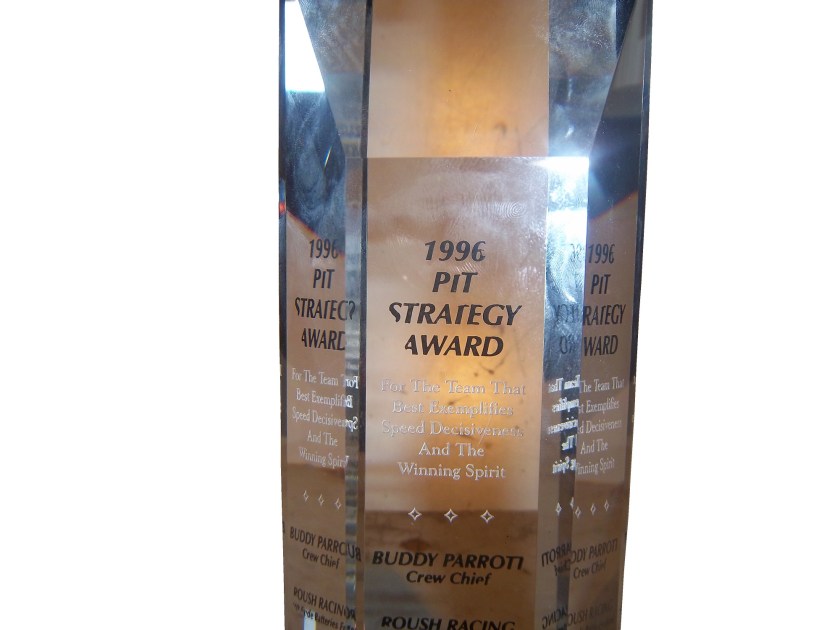 1996
PIT
STRATEGY
AWARD
For The Team That
Best Exemplifies
Speed Decisiveness
And The
Winning Spirit
BUDDY PARROTT
Crew Chief
ROUSH RACING